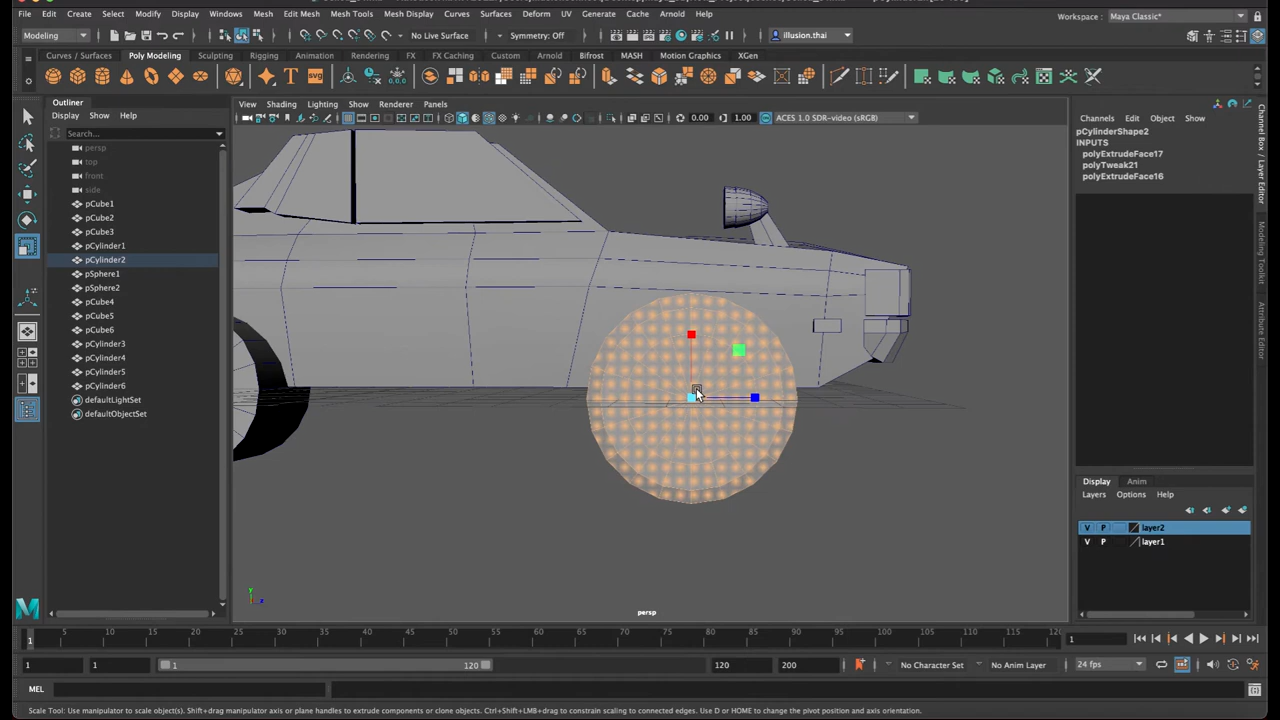 File Edit Create Select Modify Display Windows Mesh Edit Mesh Mesh Tools Mesh Display Curves Surfaces Deform UV Generate Cache Arnold Help Workspace : Maya Classic*
Modeling No Live Surface Symmetry: Off illusion.thai
Curves / Surfaces Poly Modeling Sculpting Rigging Animation Rendering FX FX Caching Custom Arnold Bifrost MASH Motion Graphics XGen
Outliner
Display Show Help
Search...
persp
top
front
side
pCube1
pCube2
pCube3
pCylinder1
pCylinder2
pSphere1
pSphere2
pCube4
pCube5
pCube6
pCylinder3
pCylinder4
pCylinder5
pCylinder6
defaultLightSet
defaultObjectSet
View Shading Lighting Show Renderer Panels
0.00 1.00 ACES 1.0 SDR-video (sRGB)
persp
Channels Edit Object Show
pCylinderShape2
INPUTS
polyExtrudeFace17
polyTweak21
polyExtrudeFace16
Channel Box / Layer Editor
Modeling Toolkit
Attribute Editor
Display Anim
Layers Options Help
V P layer2
V P layer1
1 5 10 15 20 25 30 35 40 45 50 55 60 65 70 75 80 85 90 95 100 105 110 115 120 1
1 1 1 120 120 200 No Character Set No Anim Layer 24 fps
MEL
Scale Tool: Use manipulator to scale object(s). Shift+drag manipulator axis or plane handles to extrude components or clone objects. Ctrl+Shift+LMB+drag to constrain scaling to connected edges. Use D or HOME to change the pivot position and axis orientation.